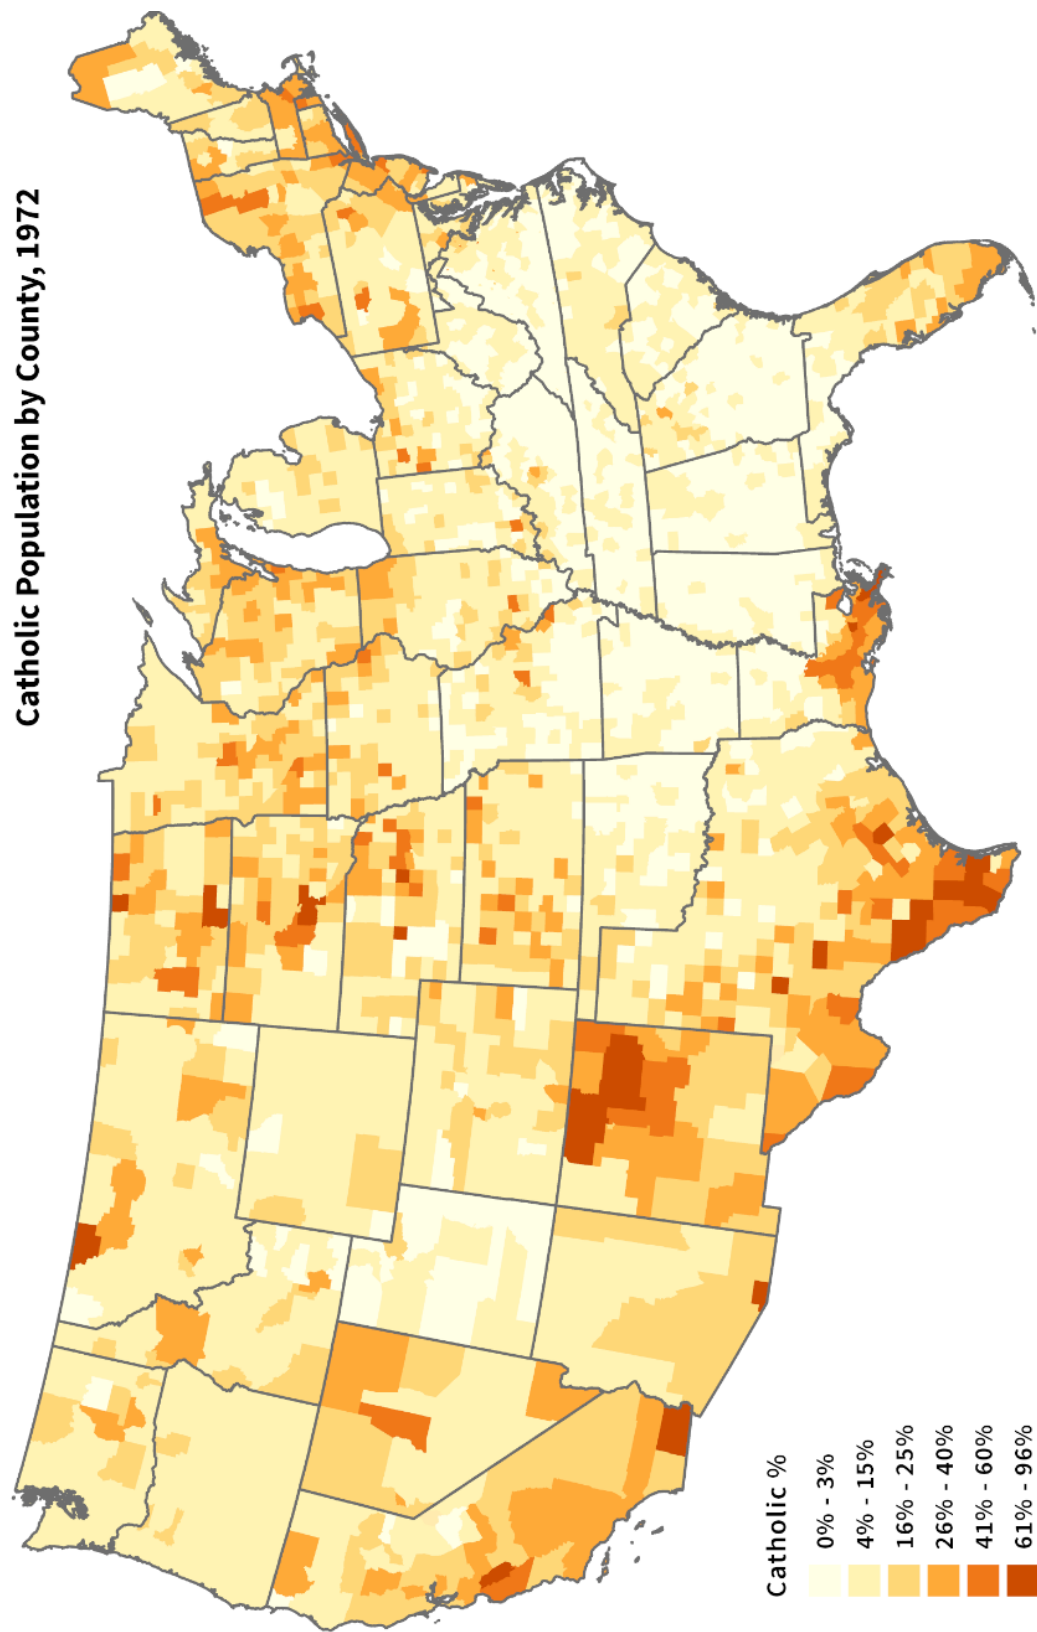 Catholic Population by County, 1972
Catholic %
0% - 3%
4% - 15%
16% - 25%
26% - 40%
41% - 60%
61% - 96%